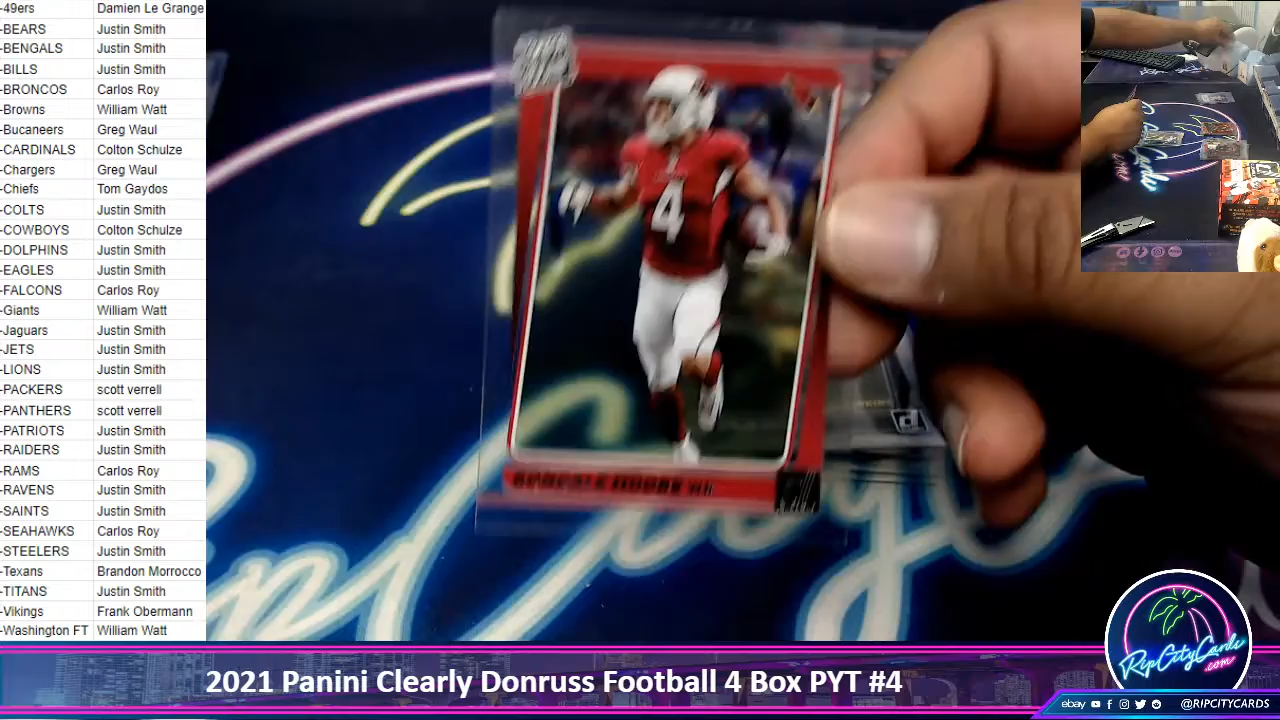 -49ers Damien Le Grange
-BEARS Justin Smith
-BENGALS Justin Smith
-BILLS Justin Smith
-BRONCOS Carlos Roy
-Browns William Watt
-Bucaneers Greg Waul
-CARDINALS Colton Schulze
-Chargers Greg Waul
-Chiefs Tom Gaydos
-COLTS Justin Smith
-COWBOYS Colton Schulze
-DOLPHINS Justin Smith
-EAGLES Justin Smith
-FALCONS Carlos Roy
-Giants William Watt
-Jaguars Justin Smith
-JETS Justin Smith
-LIONS Justin Smith
-PACKERS scott verrell
-PANTHERS scott verrell
-PATRIOTS Justin Smith
-RAIDERS Justin Smith
-RAMS Carlos Roy
-RAVENS Justin Smith
-SAINTS Justin Smith
-SEAHAWKS Carlos Roy
-STEELERS Justin Smith
-Texans Brandon Morrocco
-TITANS Justin Smith
-Vikings Frank Obermann
-Washington FT William Watt
4
RipCityCards
.com
2021 Panini Clearly Donruss Football 4 Box PYT #4
ebay @RIPCITYCARDS